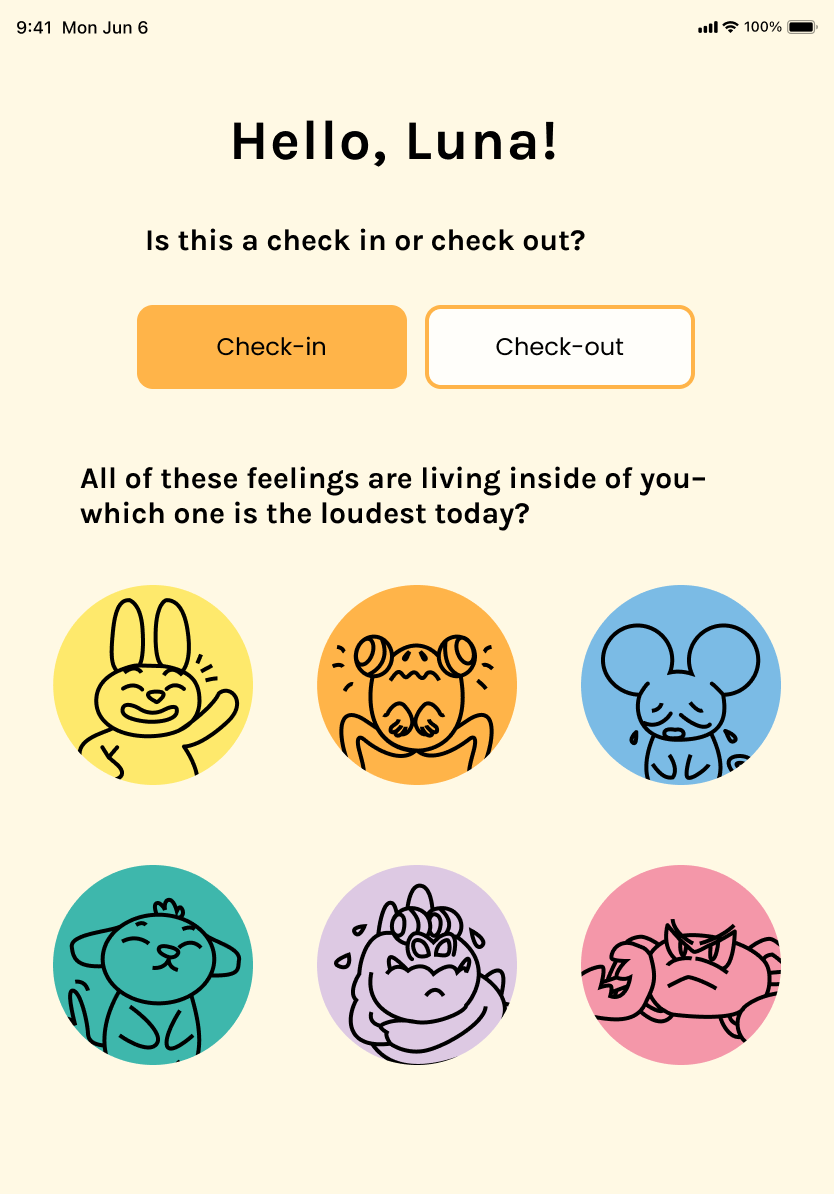 9:41 Mon Jun 6
100%
Hello, Luna!
Is this a check in or check out?
Check-in
Check-out
All of these feelings are living inside of you–
which one is the loudest today?